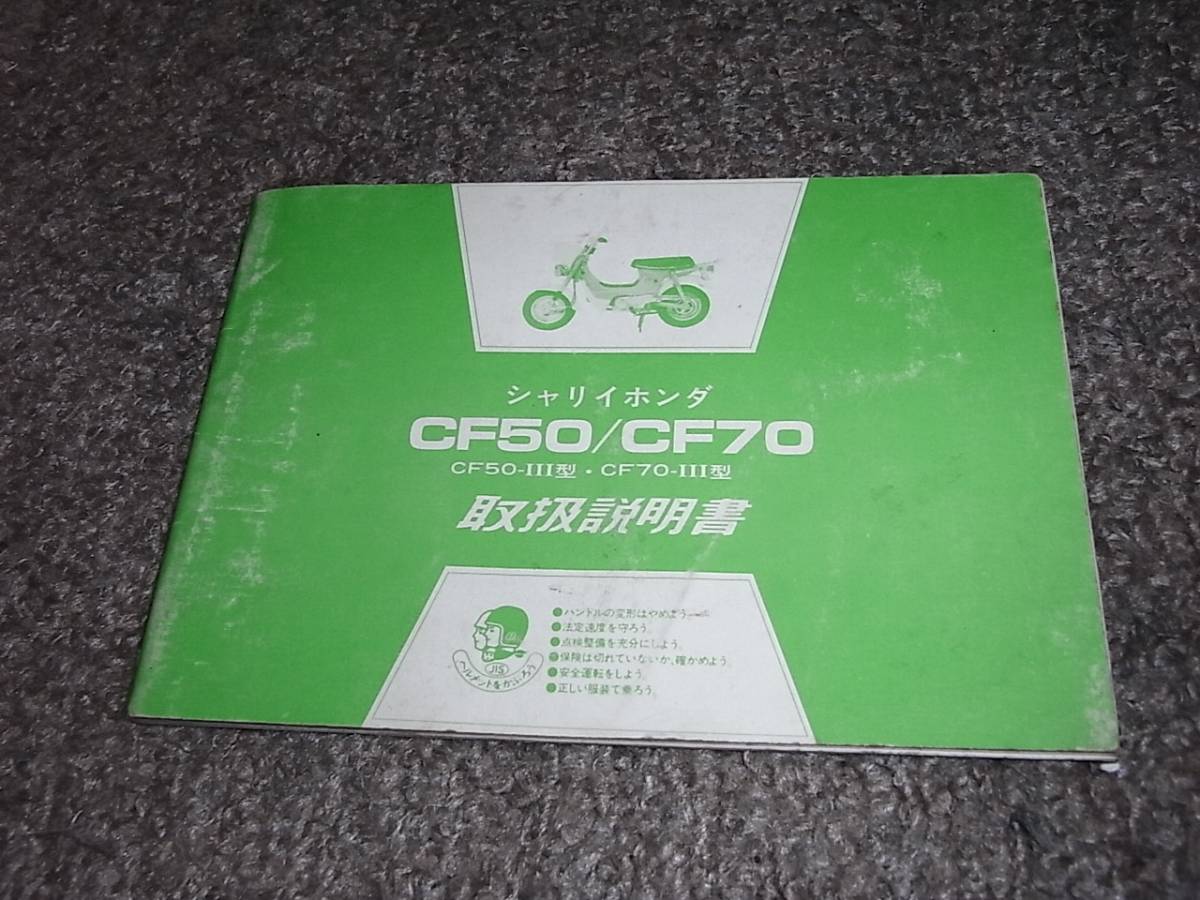 シャリイホンダ
CF50/CF70
CF50-III型・CF70-III型
取扱説明書
●ハンドルの変形はやめよう。
●法定速度を守ろう。
●点検整備を充分にしよう。
●保険は切れていないか、確かめよう。
●安全運転をしよう。
●正しい服装で乗ろう。
JIS
ヘルメットをかぶろう